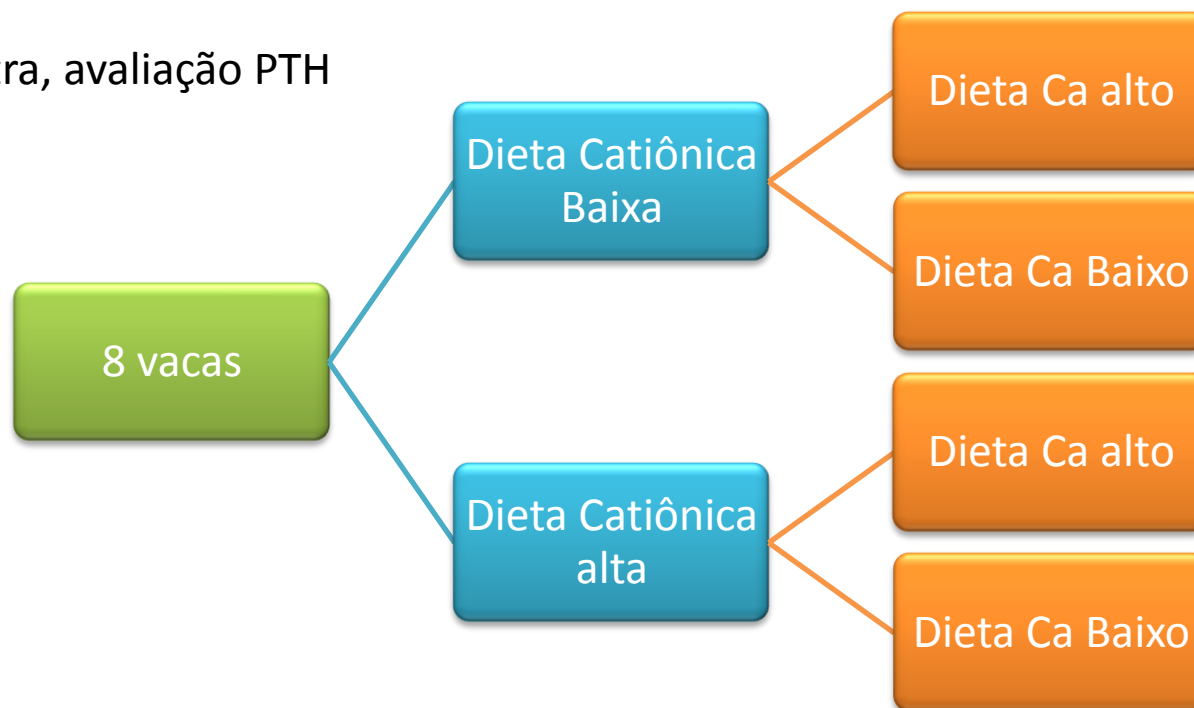 avaliação PTH
Dieta Ca alto
Dieta Catiônica
Baixa
Dieta Ca Baixo
8 vacas
Dieta Ca alto
Dieta Catiônica
alta
Dieta Ca Baixo